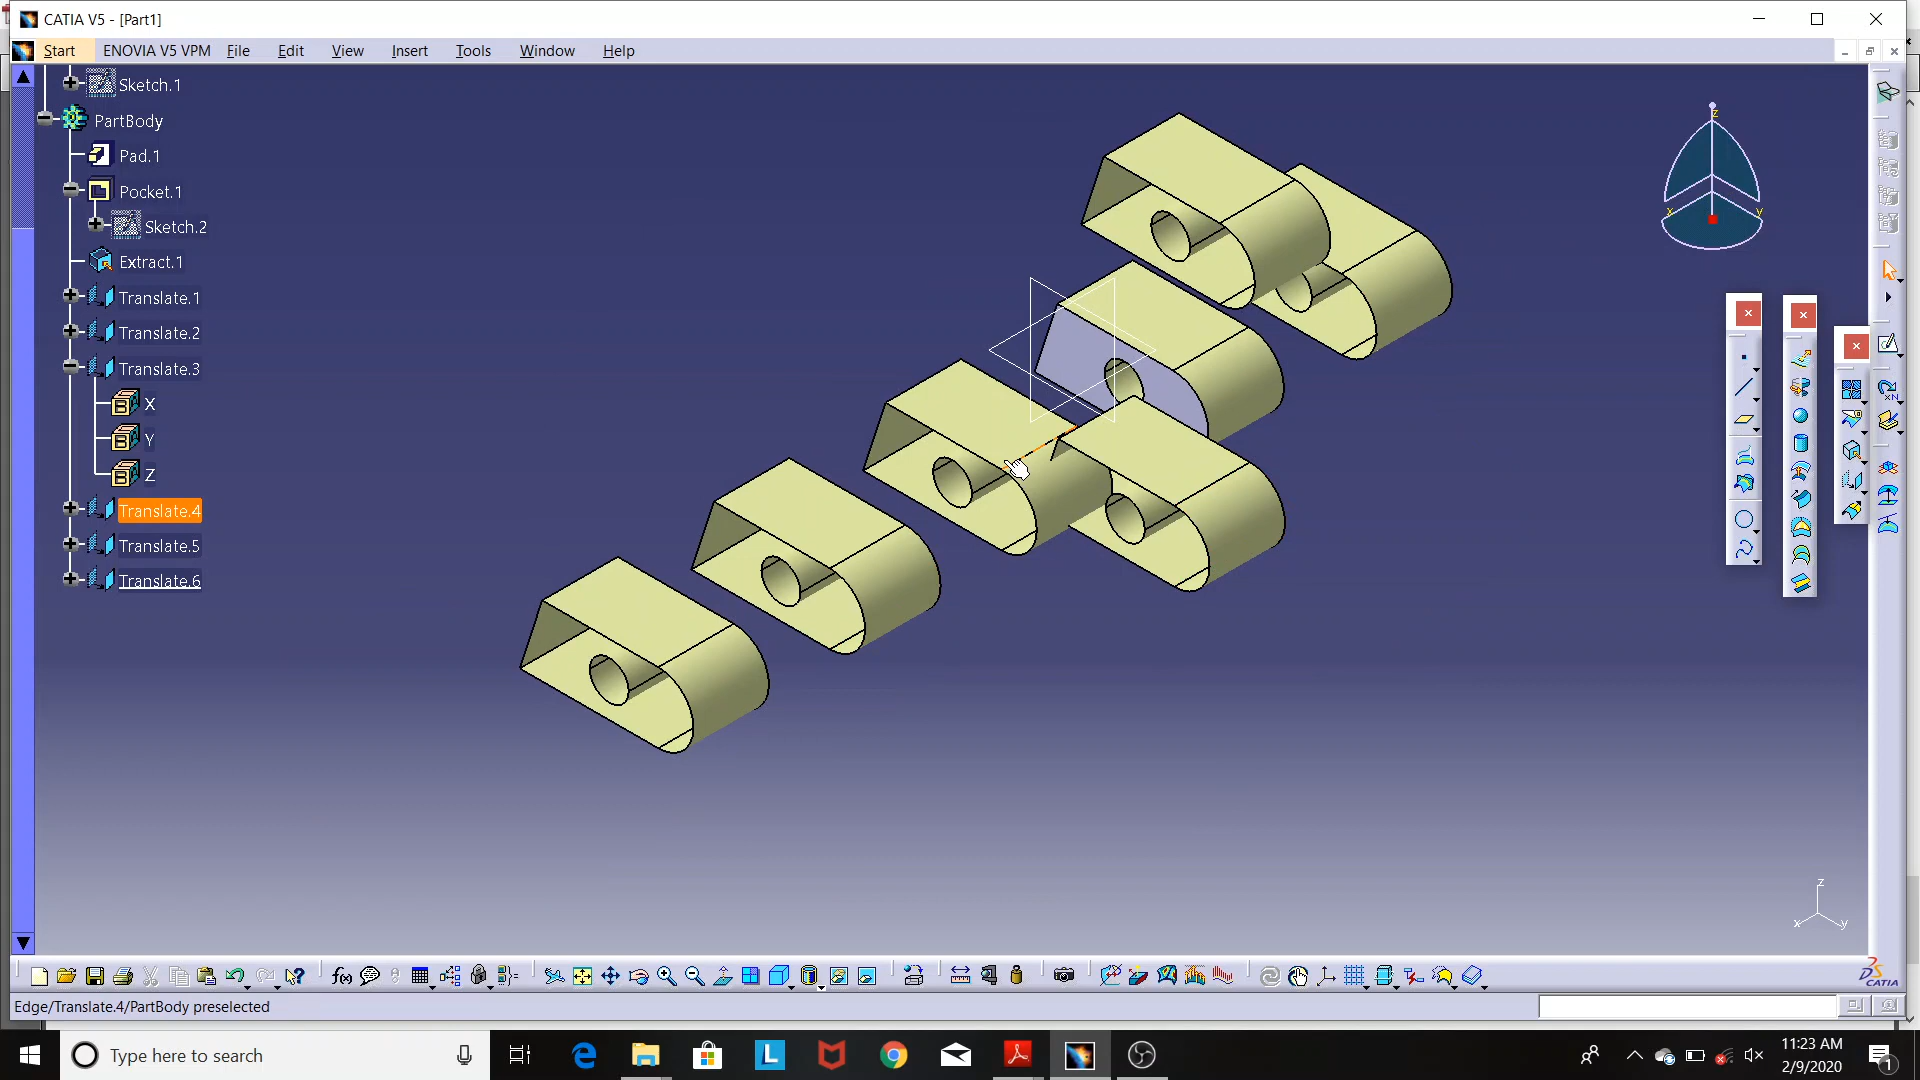 CATIA V5 - [Part1]
Start ENOVIA V5 VPM File Edit View Insert Tools Window Help
Sketch.1
PartBody
Pad.1
Pocket.1
Sketch.2
Extract.1
Translate.1
Translate.2
Translate.3
X
Y
Z
Translate.4
Translate.5
Translate.6
z
x
y
z
x
y
f(x)
CATIA
Edge/Translate.4/PartBody preselected
Type here to search
11:23 AM
2/9/2020
1